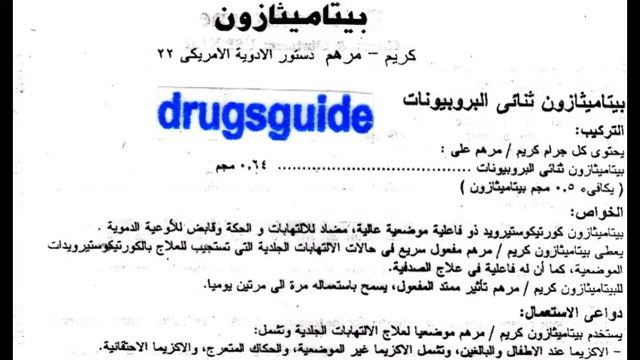 بيتاميثازون
كريم – مرهم دستور الادوية الامريكى ٢٢
بيتاميثازون ثنائى البروبيونات
drugsguide
التركيب:
يحتوى كل جرام كريم / مرهم على :
بيتاميثازون ثنائى البروبيونات ........................................ ٠,٦٤ مجم
( يكافىء ٠,٥ مجم بيتاميثازون )
الخواص:
بيتاميثازون كورتيكوستيرويد ذو فاعلية موضعية عالية، مضاد للالتهابات و الحكة وقابض للأوعية الدموية .
يعطى بيتاميثازون كريم / مرهم مفعول سريع فى حالات الالتهابات الجلدية التى تستجيب للعلاج بالكورتيكوستيرويدات
الموضعية، كما أن له فاعلية فى علاج الصدفية.
للبيتاميثازون كريم / مرهم تأثير ممتد المفعول، يسمح باستعماله مرة الى مرتين يوميا.
دواعى الاستعمال:
يستخدم بيتاميثازون كريم / مرهم موضعيا لعلاج الالتهابات الجلدية وتشمل:
– الاكزيما عند الاطفال والبالغين، وتشمل الاكزيما غير الموضعية، والحكاك المتعرج، والاكزيما الاحتقانية.